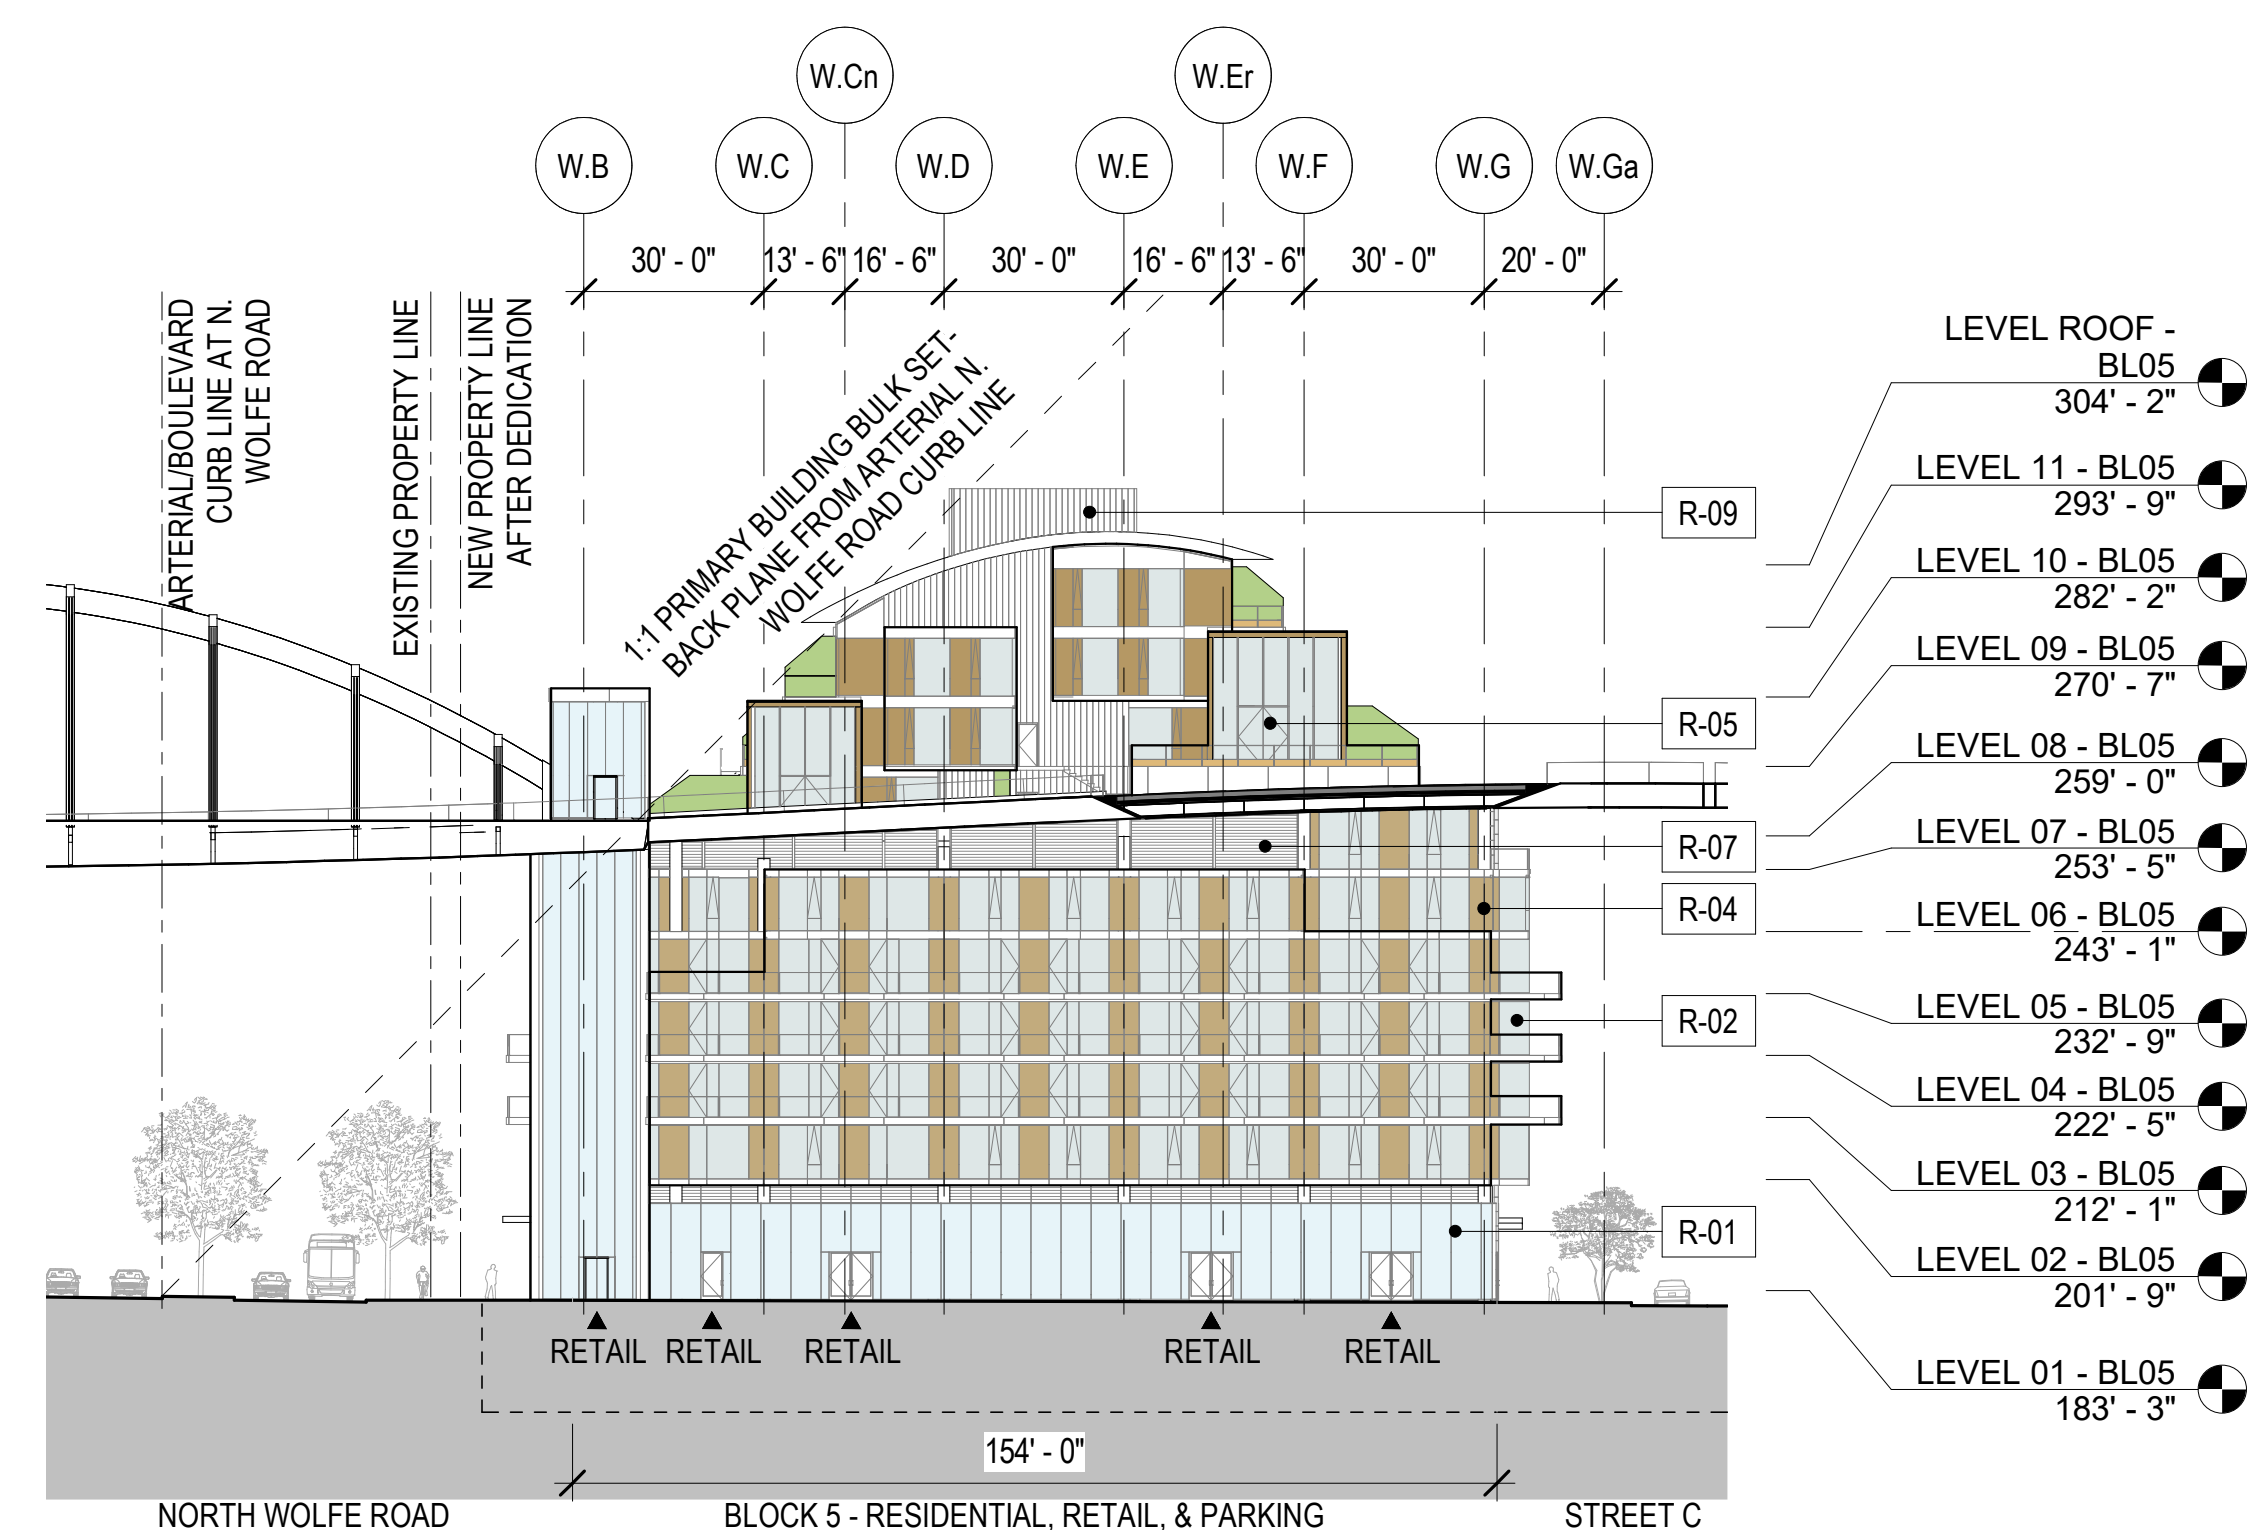 W.Cn
W.Er
W.B
W.C
W.D
W.E
W.F
W.G
W.Ga
30' - 0"
13' - 6"
16' - 6"
30' - 0"
16' - 6"
13' - 6"
30' - 0"
20' - 0"
ARTERIAL/BOULEVARD
CURB LINE AT N.
WOLFE ROAD
EXISTING PROPERTY LINE
NEW PROPERTY LINE
AFTER DEDICATION
1:1 PRIMARY BUILDING BULK SET-
BACK PLANE FROM ARTERIAL N.
WOLFE ROAD CURB LINE
LEVEL ROOF -
BL05
304' - 2"
LEVEL 11 - BL05
293' - 9"
LEVEL 10 - BL05
282' - 2"
LEVEL 09 - BL05
270' - 7"
LEVEL 08 - BL05
259' - 0"
LEVEL 07 - BL05
253' - 5"
LEVEL 06 - BL05
243' - 1"
LEVEL 05 - BL05
232' - 9"
LEVEL 04 - BL05
222' - 5"
LEVEL 03 - BL05
212' - 1"
LEVEL 02 - BL05
201' - 9"
LEVEL 01 - BL05
183' - 3"
R-09
R-05
R-07
R-04
R-02
R-01
RETAIL
RETAIL
RETAIL
RETAIL
RETAIL
154' - 0"
NORTH WOLFE ROAD
BLOCK 5 - RESIDENTIAL, RETAIL, & PARKING
STREET C